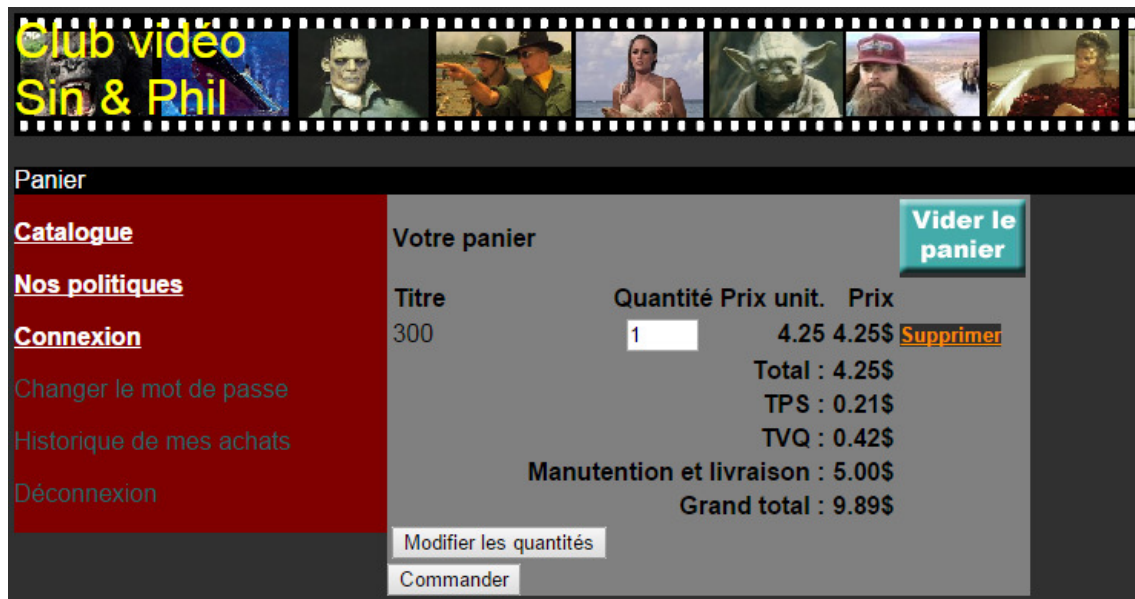 Club vidéo
Sin & Phil
Panier
Catalogue
Nos politiques
Connexion
Changer le mot de passe
Historique de mes achats
Déconnexion
Votre panier
Vider le
panier
Titre Quantité Prix unit. Prix
300 1 4.25 4.25$ Supprimer
Total : 4.25$
TPS : 0.21$
TVQ : 0.42$
Manutention et livraison : 5.00$
Grand total : 9.89$
Modifier les quantités
Commander